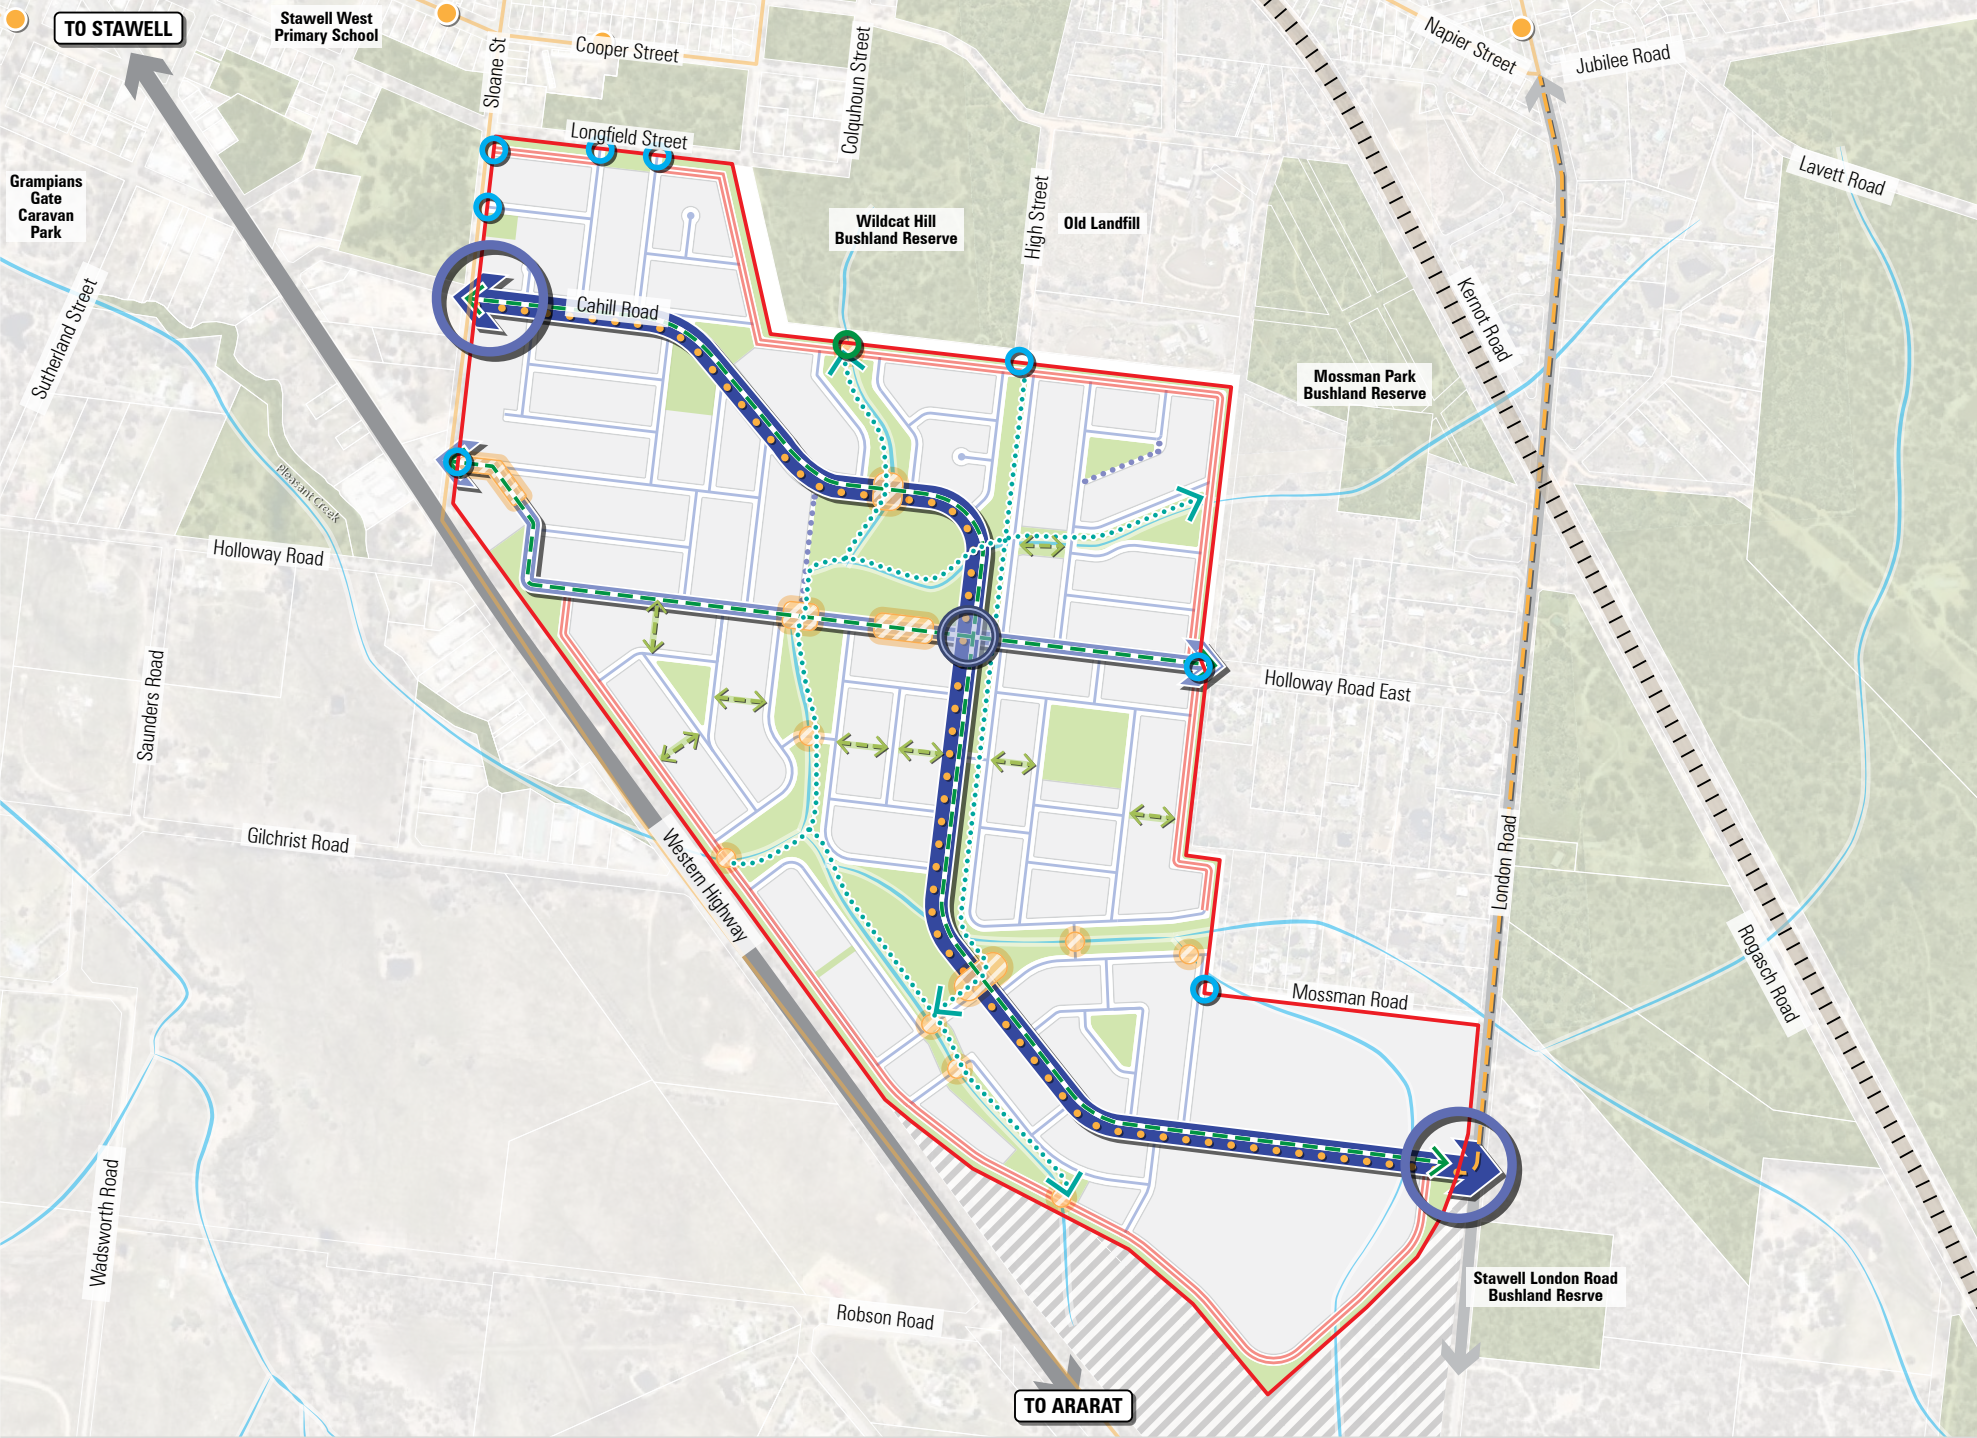 TO STAWELL
Stawell West
Primary School
Sloane St
Cooper Street
Colquhoun Street
Napier Street
Jubilee Road
Longfield Street
Lavett Road
Grampians
Gate
Caravan
Park
Wildcat Hill
Bushland Reserve
High Street
Old Landfill
Sutherland Street
Cahill Road
Kernot Road
Mossman Park
Bushland Reserve
Pleasant Creek
Holloway Road
Holloway Road East
Saunders Road
Gilchrist Road
Western Highway
London Road
Rogasch Road
Mossman Road
Wadsworth Road
Robson Road
Stawell London Road
Bushland Resrve
TO ARARAT